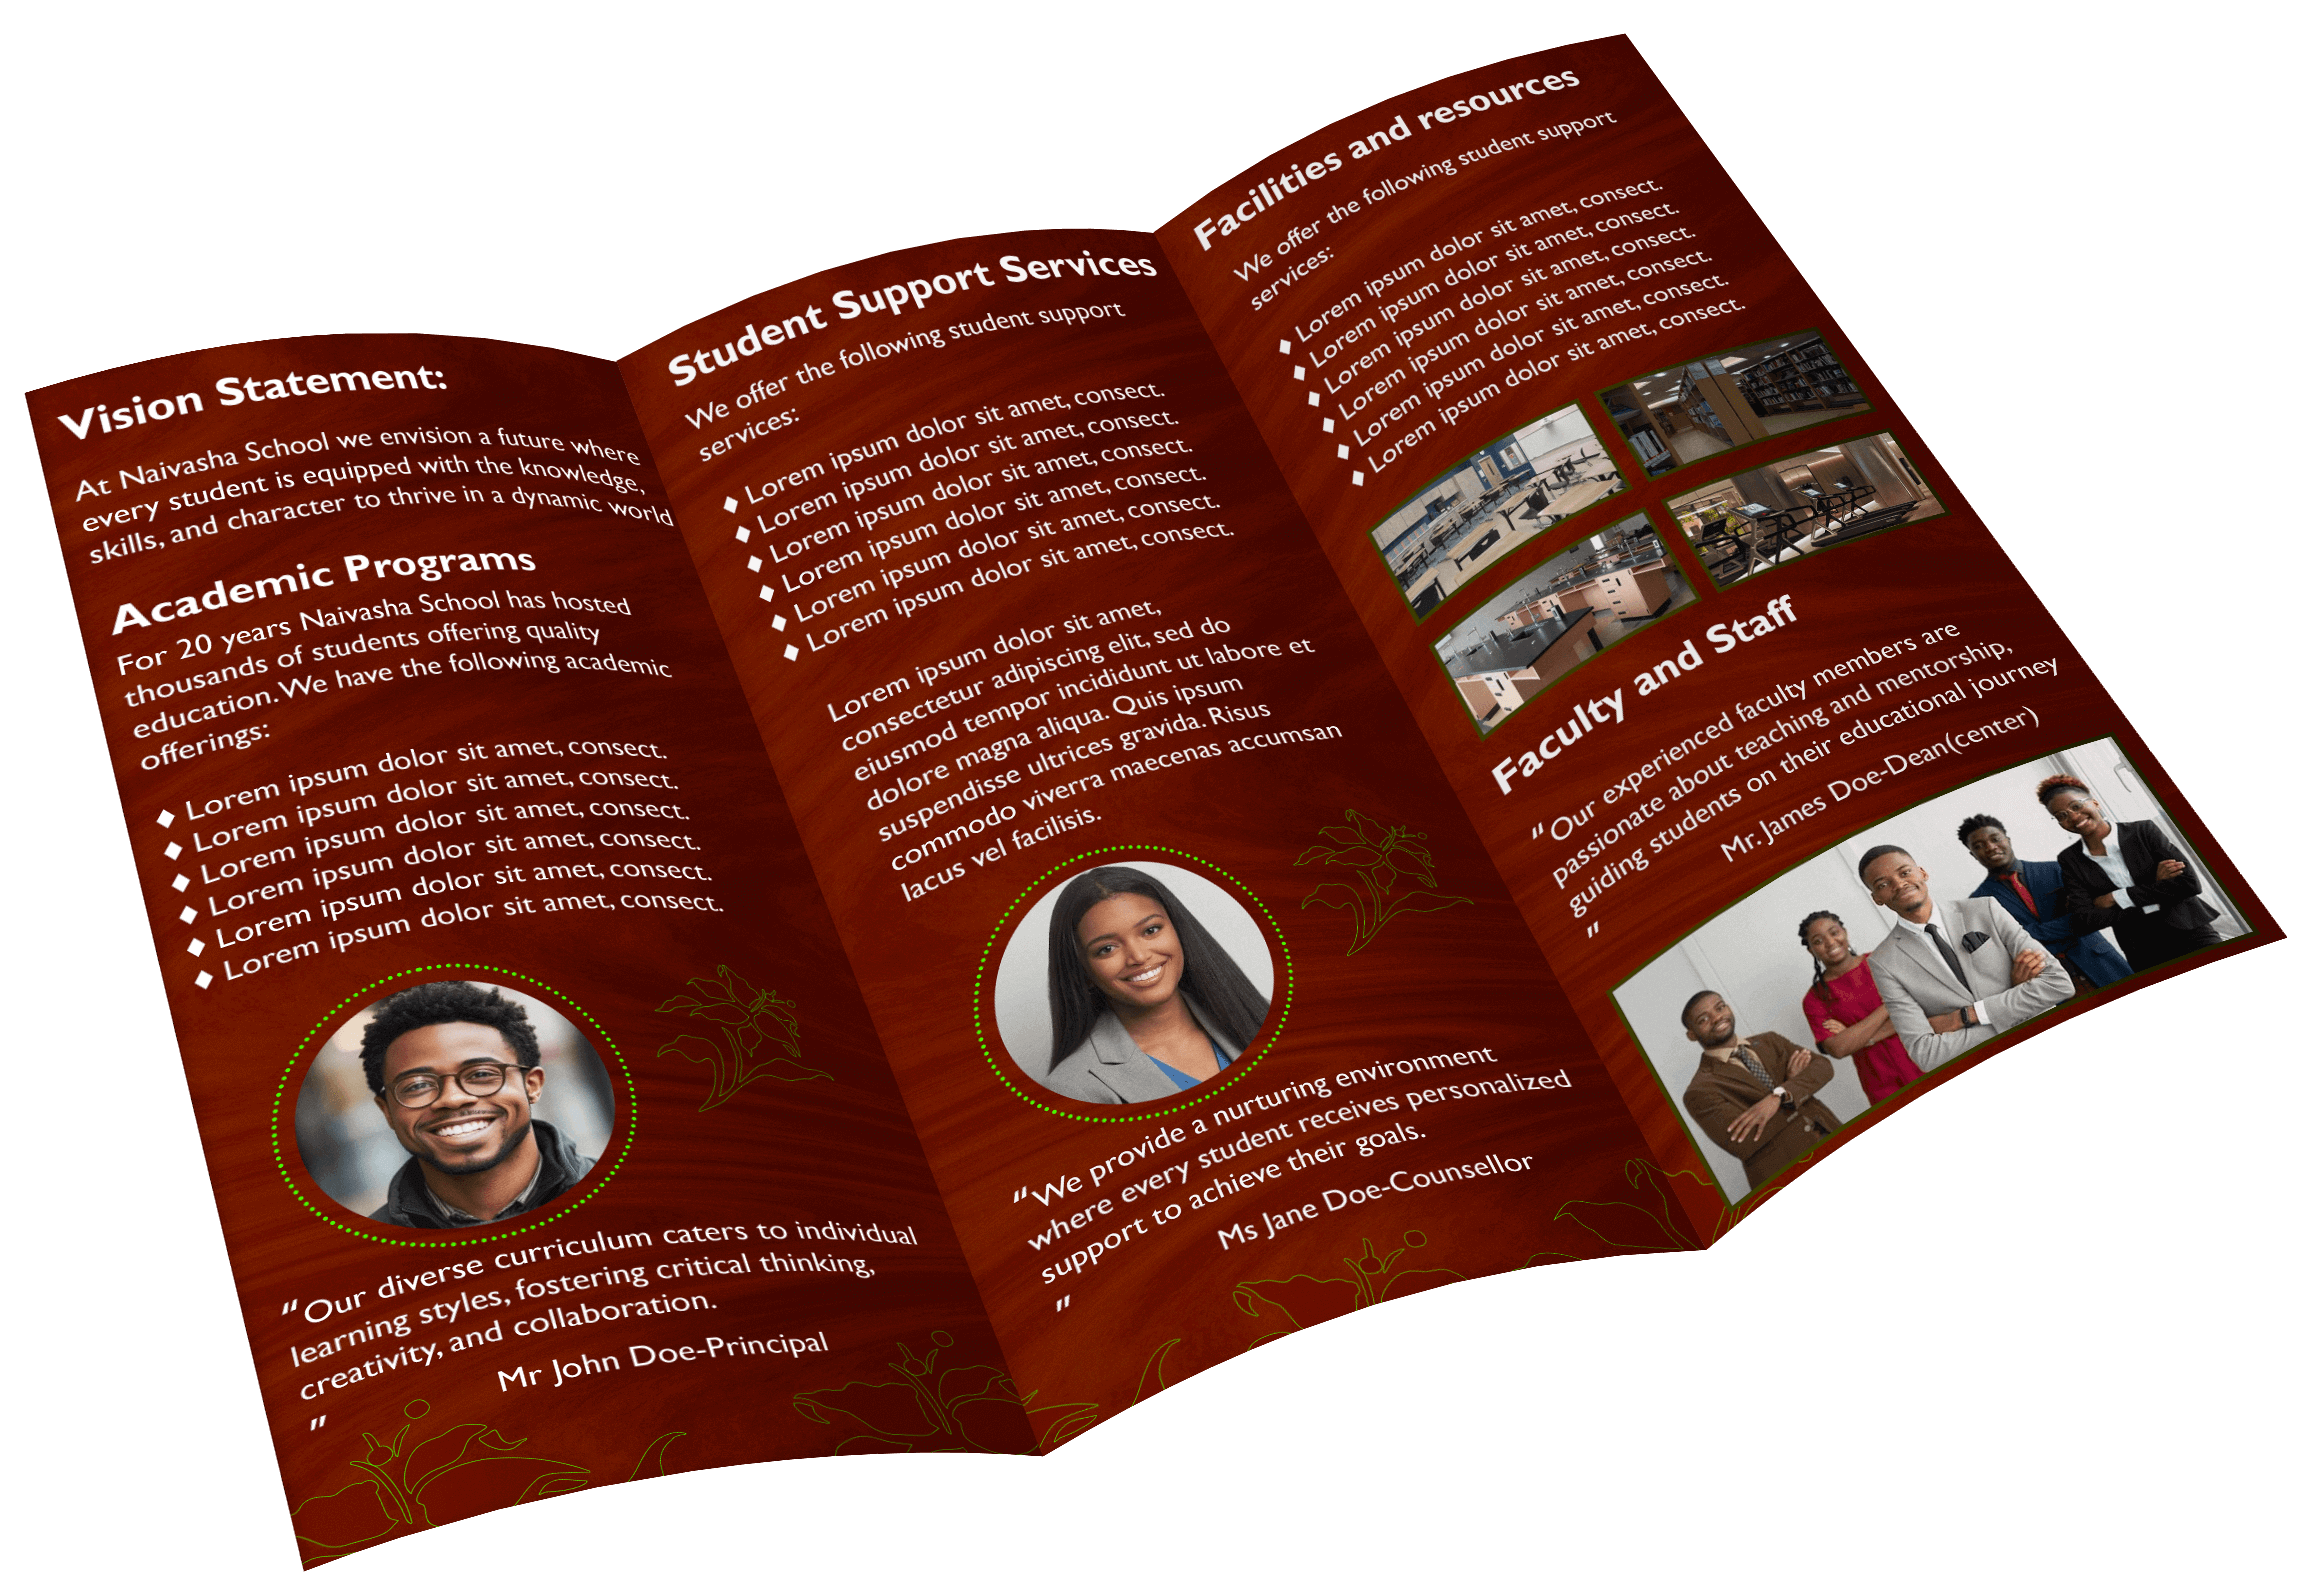 Vision Statement:
At Naivasha School we envision a future where
every student is equipped with the knowledge,
skills, and character to thrive in a dynamic world
Academic Programs
For 20 years Naivasha School has hosted
thousands of students offering quality
education. We have the following academic
offerings:
♦ Lorem ipsum dolor sit amet, consect.
♦ Lorem ipsum dolor sit amet, consect.
♦ Lorem ipsum dolor sit amet, consect.
♦ Lorem ipsum dolor sit amet, consect.
♦ Lorem ipsum dolor sit amet, consect.
♦ Lorem ipsum dolor sit amet, consect.
"Our diverse curriculum caters to individual
learning styles, fostering critical thinking,
creativity, and collaboration.
"
Mr John Doe-Principal
Student Support Services
We offer the following student support
services:
♦ Lorem ipsum dolor sit amet, consect.
♦ Lorem ipsum dolor sit amet, consect.
♦ Lorem ipsum dolor sit amet, consect.
♦ Lorem ipsum dolor sit amet, consect.
♦ Lorem ipsum dolor sit amet, consect.
♦ Lorem ipsum dolor sit amet, consect.
Lorem ipsum dolor sit amet,
consectetur adipiscing elit, sed do
eiusmod tempor incididunt ut labore et
dolore magna aliqua. Quis ipsum
suspendisse ultrices gravida. Risus
commodo viverra maecenas accumsan
lacus vel facilisis.
"We provide a nurturing environment
where every student receives personalized
support to achieve their goals.
"
Ms Jane Doe-Counsellor
Facilities and resources
We offer the following student support
services:
♦ Lorem ipsum dolor sit amet, consect.
♦ Lorem ipsum dolor sit amet, consect.
♦ Lorem ipsum dolor sit amet, consect.
♦ Lorem ipsum dolor sit amet, consect.
♦ Lorem ipsum dolor sit amet, consect.
♦ Lorem ipsum dolor sit amet, consect.
Faculty and Staff
"Our experienced faculty members are
passionate about teaching and mentorship,
guiding students on their educational journey
"
Mr. James Doe-Dean(center)